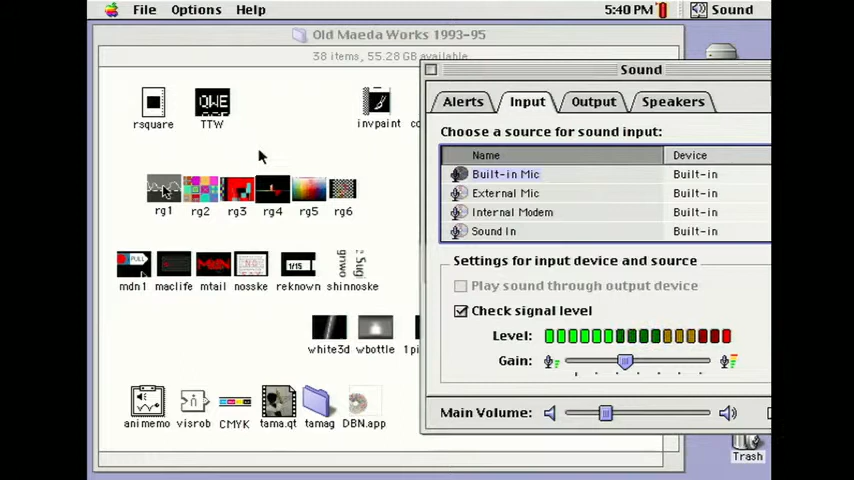 File Options Help 5:40 PM Sound
Old Maeda Works 1993-95
38 items, 55.28 GB available
Sound
rsquare TTW invpaint
Alerts Input Output Speakers
Choose a source for sound input:
Name Device
Built-in Mic Built-in
External Mic Built-in
Internal Modem Built-in
Sound In Built-in
rg1 rg2 rg3 rg4 rg5 rg6
Settings for input device and source
Play sound through output device
Check signal level
Level:
Gain:
Main Volume:
PULL
QWE
1/15
mdn1 maclife mtail nosske reknown shinnoske
white3d wbottle
animemo visrob CMYK tama.qt tamag DBN.app
Trash